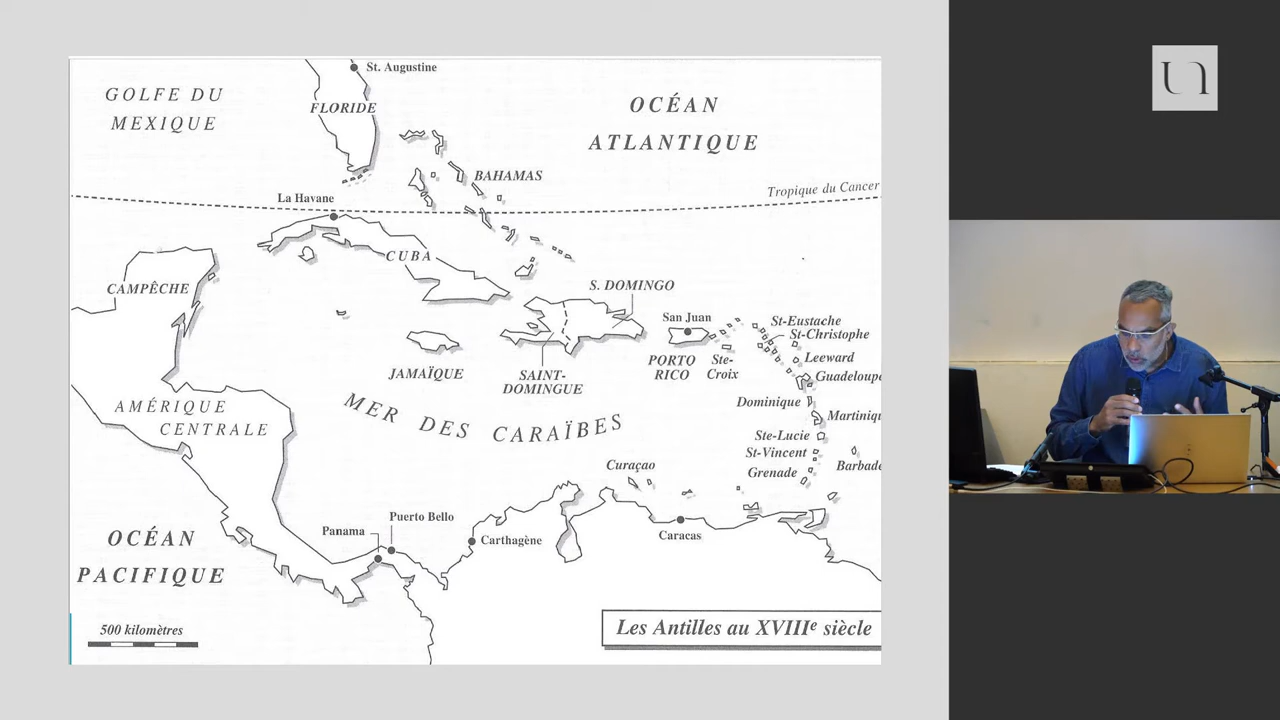 St. Augustine
GOLFE DU
MEXIQUE
FLORIDE
OCÉAN
ATLANTIQUE
BAHAMAS
Tropique du Cancer
La Havane
CUBA
CAMPÊCHE
S. DOMINGO
San Juan
St-Eustache
St-Christophe
Leeward
JAMAÏQUE
SAINT-
DOMINGUE
PORTO
RICO
Ste-
Croix
Guadeloupe
Dominique
Martiniqu
AMÉRIQUE
CENTRALE
MER DES CARAÏBES
Ste-Lucie
St-Vincent
Grenade
Barbade
Curaçao
Puerto Bello
Panama
Carthagène
Caracas
OCÉAN
PACIFIQUE
500 kilomètres
Les Antilles au XVIIIe siècle